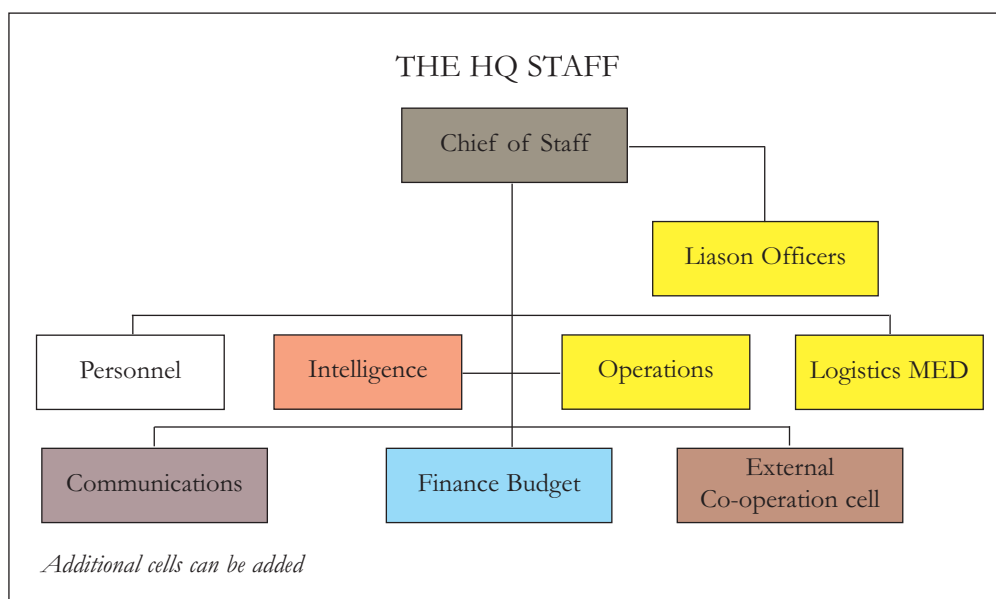 THE HQ STAFF
Chief of Staff
Liason Officers
Personnel
Intelligence
Operations
Logistics MED
Communications
Finance Budget
External
Co-operation cell
Additional cells can be added